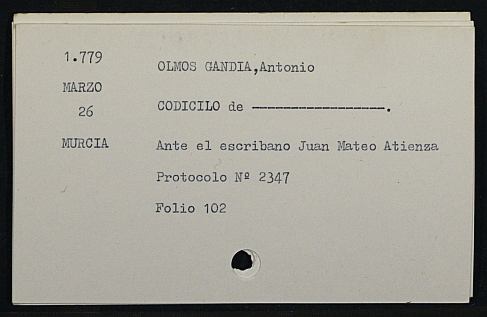 1.779
OLMOS GANDIA,Antonio
MARZO
26
CODICILO de -----------------.
MURCIA
Ante el escribano Juan Mateo Atienza
Protocolo Nº 2347
Folio 102